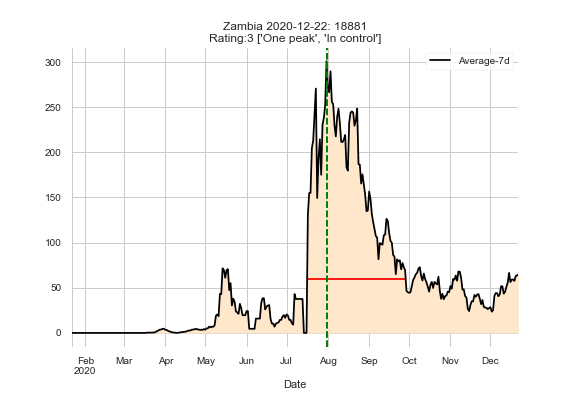 Zambia 2020-12-22: 18881
Rating:3 ['One peak', 'In control']
Average-7d
300
250
200
150
100
50
0
Feb Mar Apr May Jun Jul Aug Sep Oct Nov Dec
2020
Date